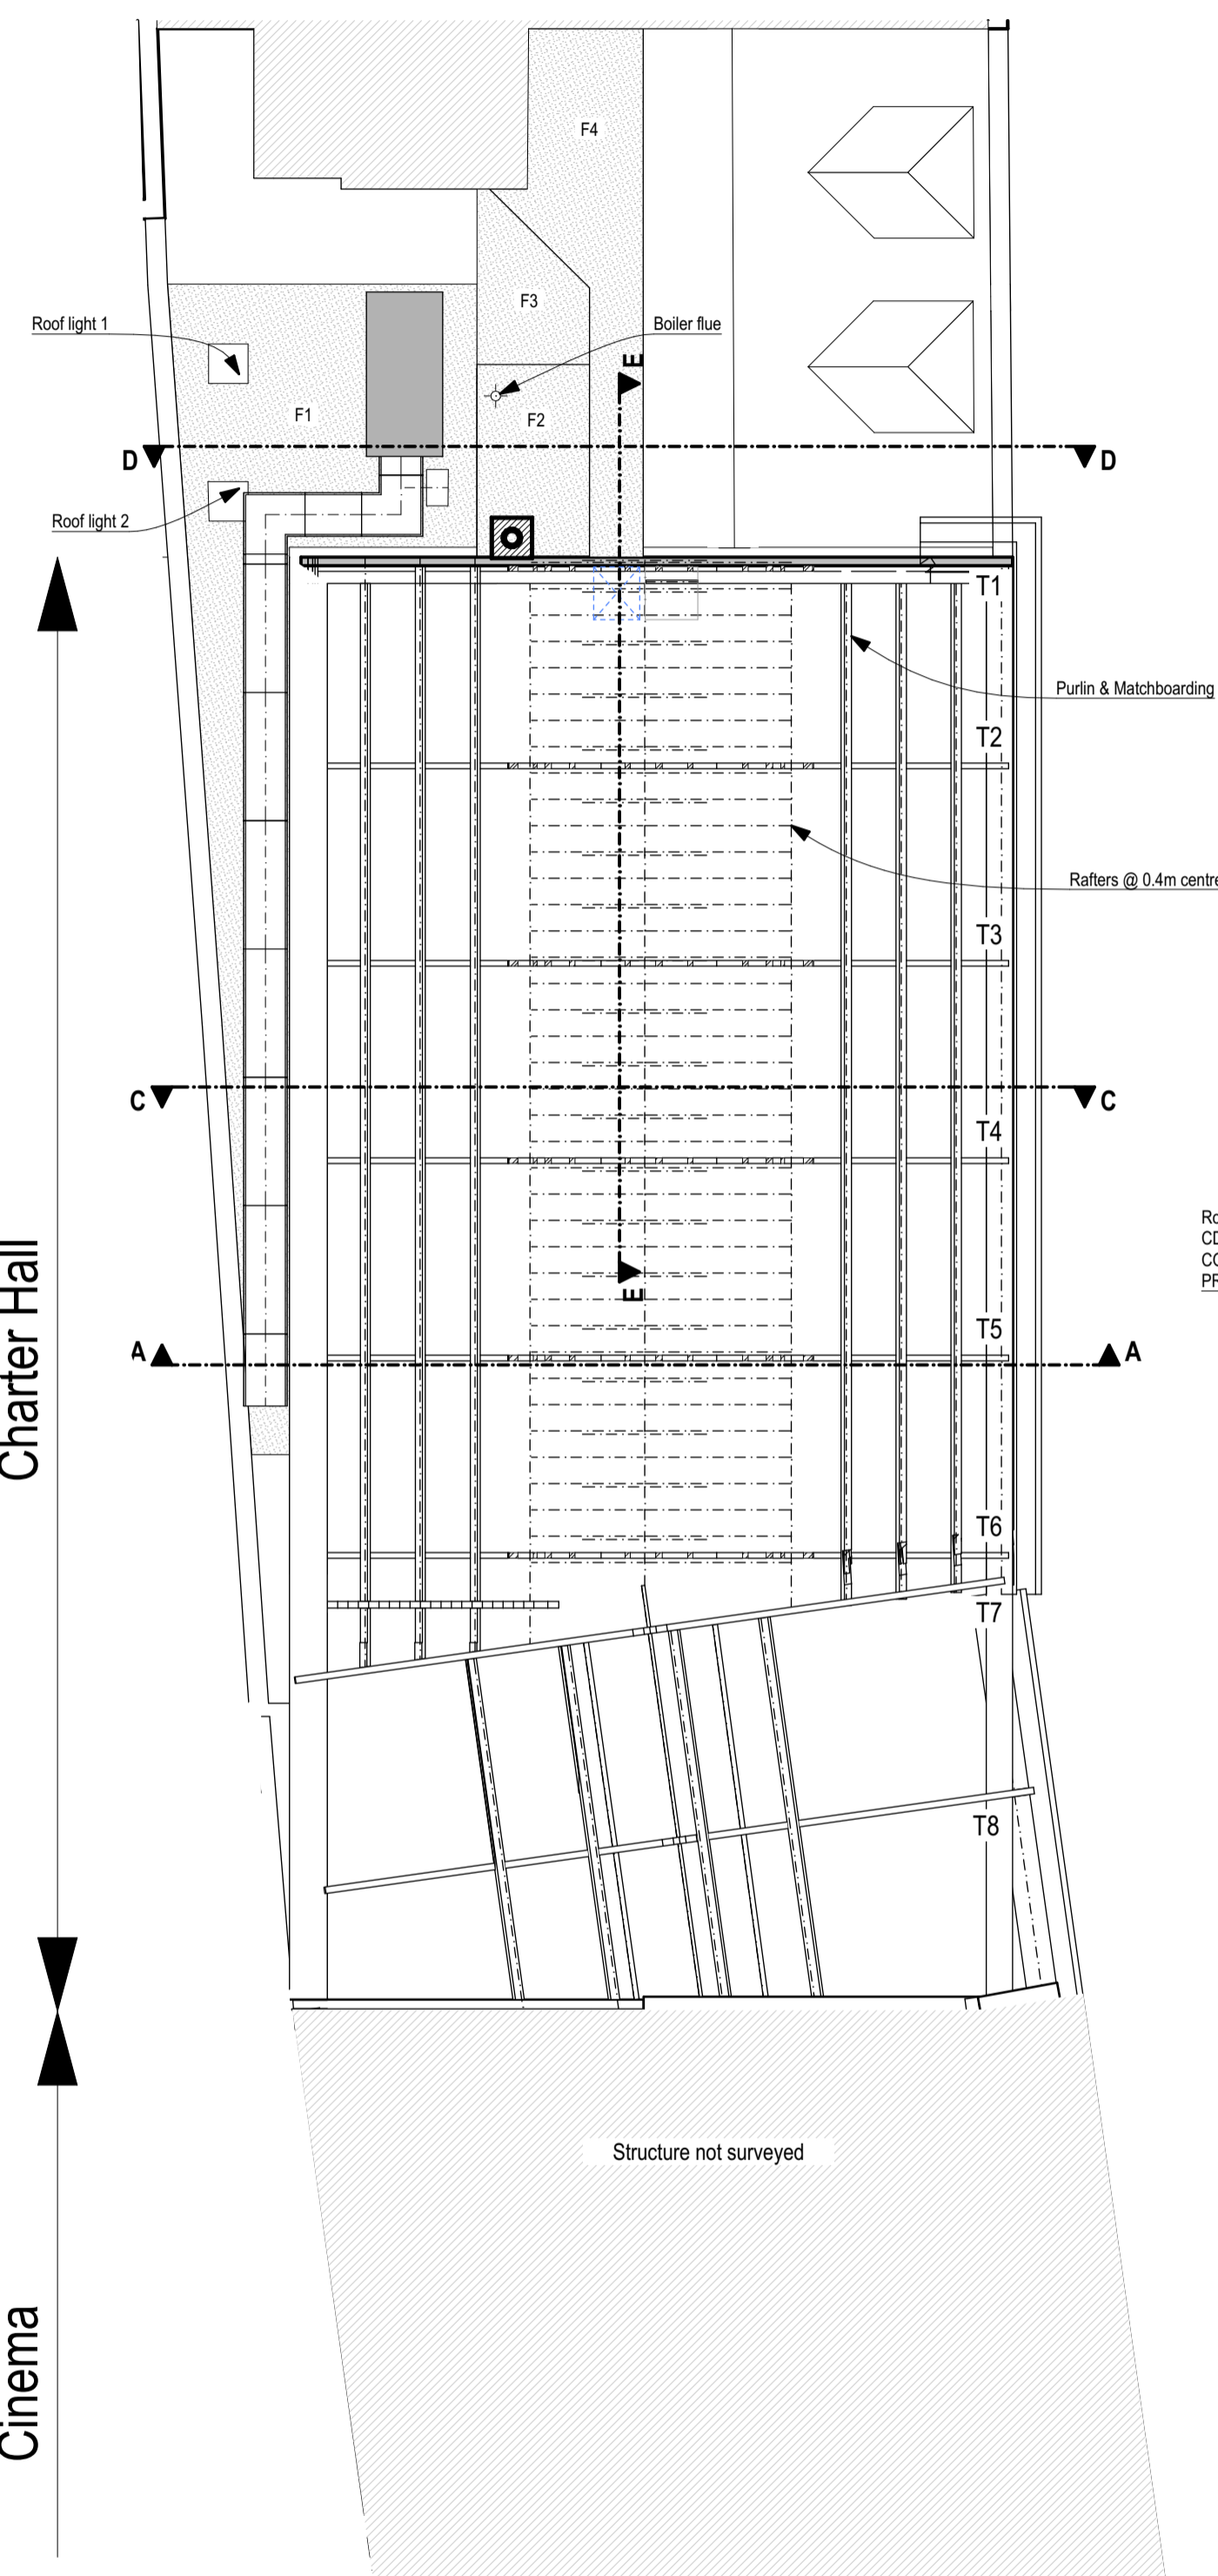 F4
F3
Roof light 1
Boiler flue
E
F1
F2
D
D
Roof light 2
T1
Purlin & Matchboarding
T2
Rafters @ 0.4m centre
T3
C
C
T4
Charter Hall
E
T5
A
A
T6
T7
T8
Structure not surveyed
Cinema